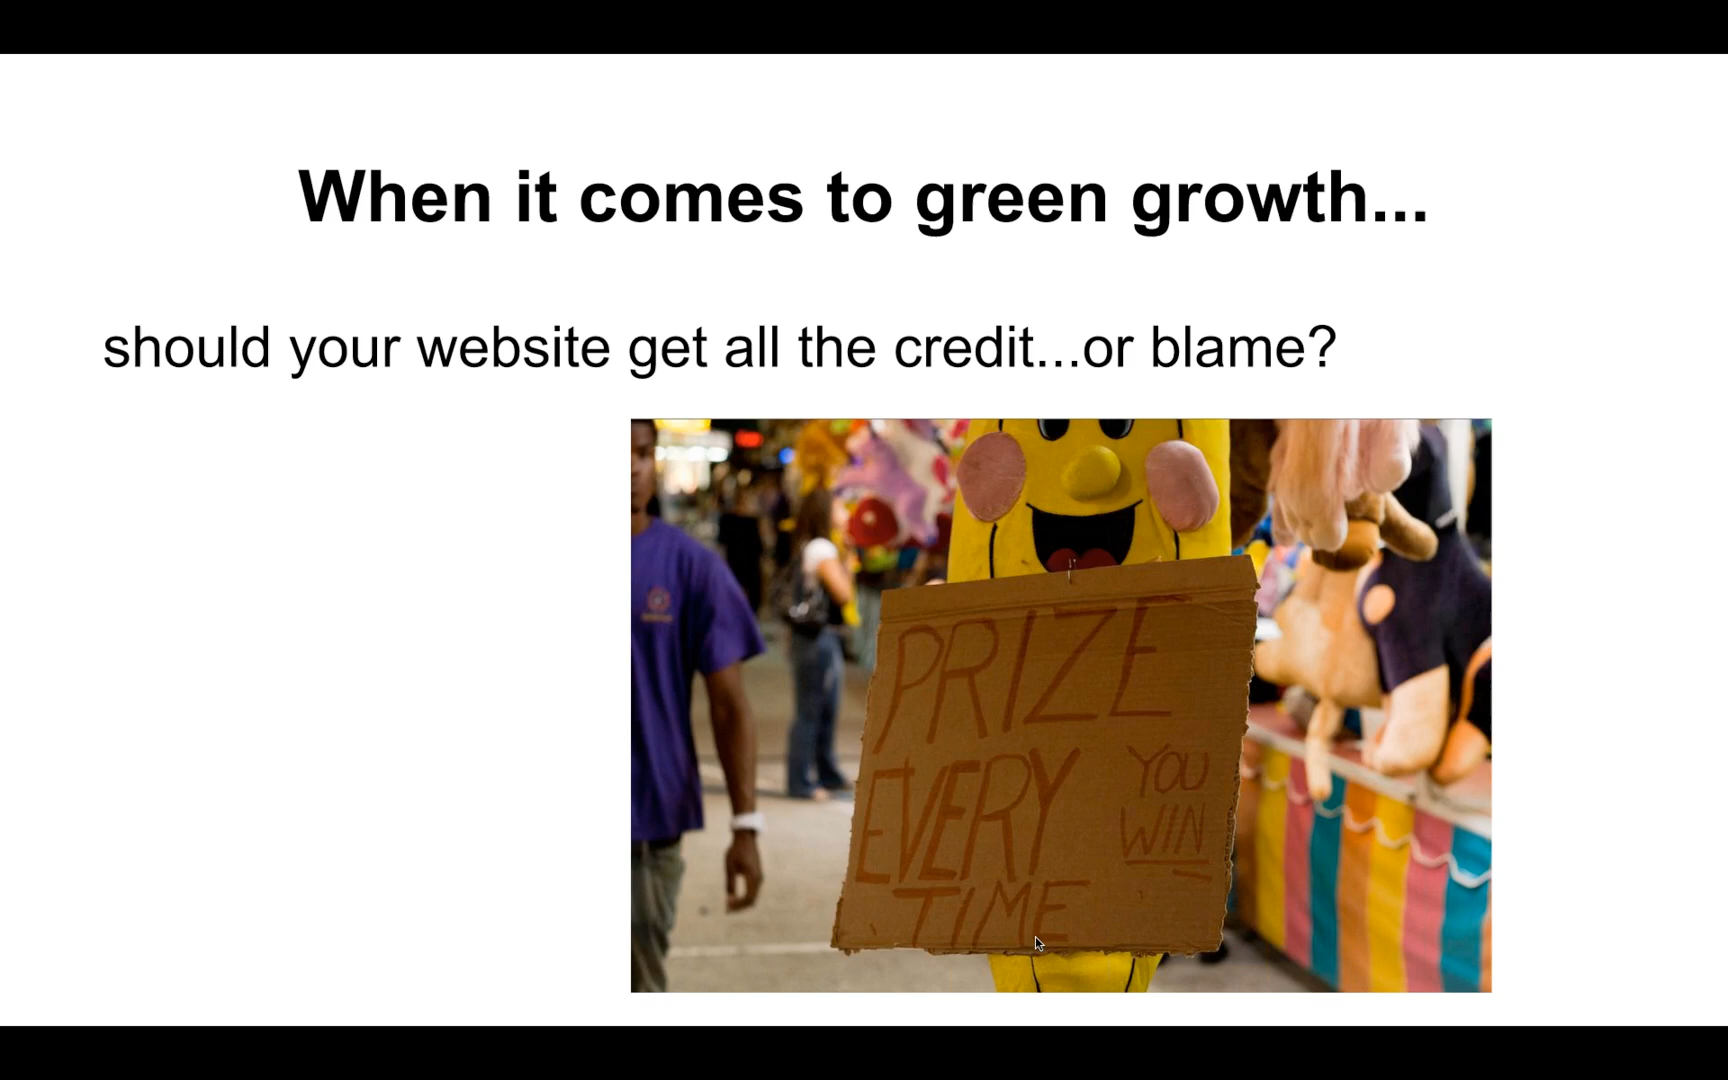 When it comes to green growth...
should your website get all the credit...or blame?
PRIZE
EVERY YOU
WIN
TIME